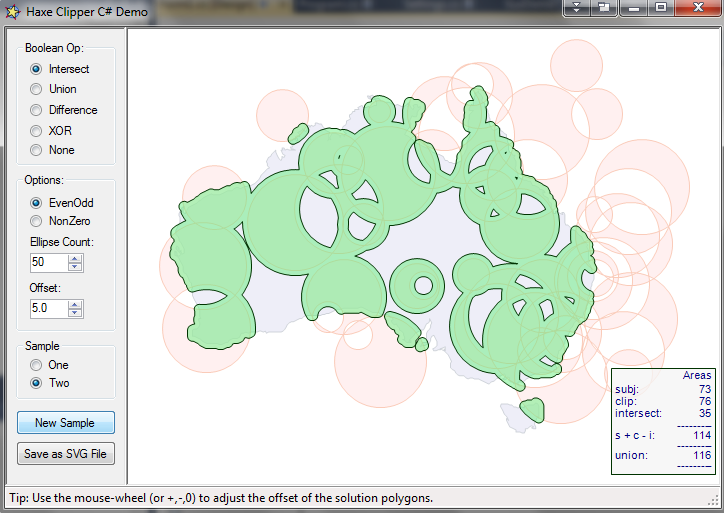 Haxe Clipper C# Demo
Boolean Op:
Intersect
Union
Difference
XOR
None
Options:
EvenOdd
NonZero
Ellipse Count:
50
Offset:
5.0
Sample
One
Two
New Sample
Save as SVG File
Areas
subj: 73
clip: 76
intersect: 35
---------
s + c - i: 114
---------
union: 116
---------
Tip: Use the mouse-wheel (or +,-,0) to adjust the offset of the solution polygons.